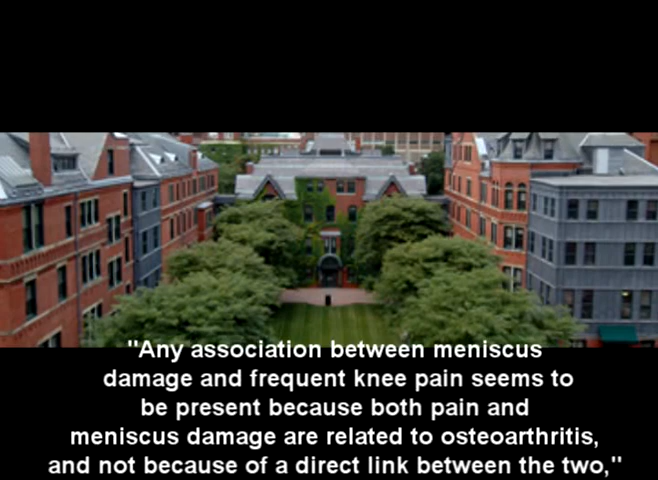 "Any association between meniscus
damage and frequent knee pain seems to
be present because both pain and
meniscus damage are related to osteoarthritis,
and not because of a direct link between the two,"